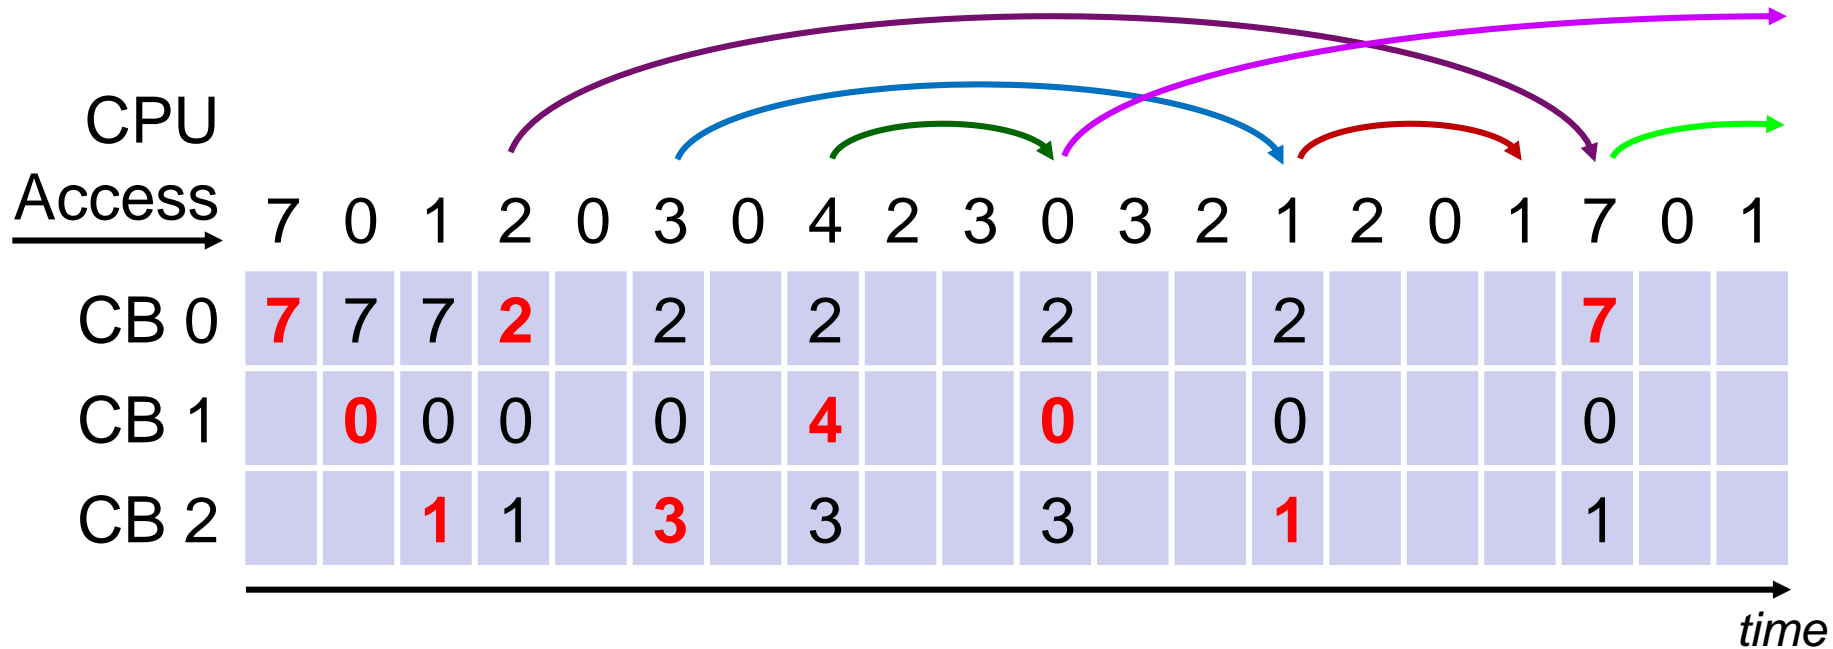 CPU
Access 7 0 1 2 0 3 0 4 2 3 0 3 2 1 2 0 1 7 0 1
CB 0 7 7 7 2 2 2 2 2 7
CB 1 0 0 0 0 4 0 0 0
CB 2 1 1 3 3 3 1 1
time